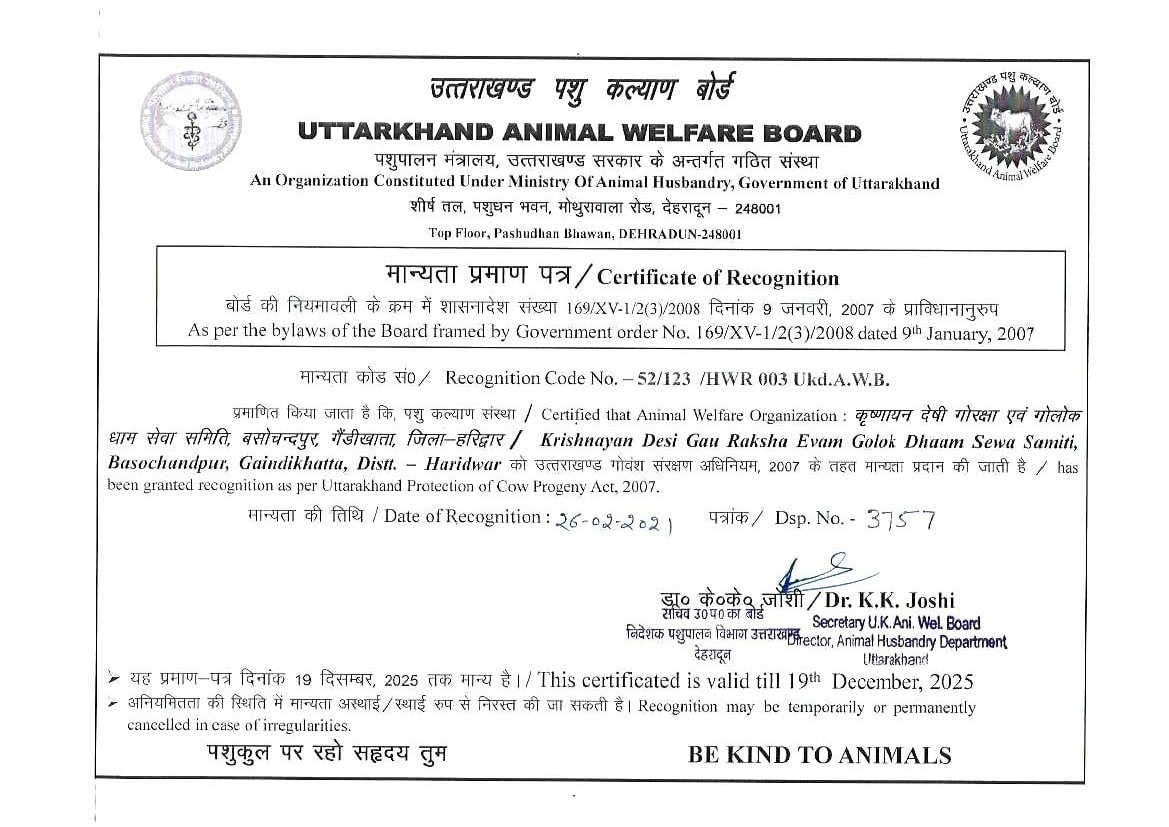 उत्तराखण्ड पशु कल्याण बोर्ड
UTTARKHAND ANIMAL WELFARE BOARD
पशुपालन मंत्रालय, उत्तराखण्ड सरकार के अन्तर्गत गठित संस्था
An Organization Constituted Under Ministry Of Animal Husbandry, Government of Uttarakhand
शीर्ष तल, पशुधन भवन, मोथुरावाला रोड, देहरादून – 248001
Top Floor, Pashudhan Bhawan, DEHRADUN-248001
उत्तराखण्ड पशु कल्याण बोर्ड
Uttarakhand Animal Welfare Board
मान्यता प्रमाण पत्र / Certificate of Recognition
बोर्ड की नियमावली के क्रम में शासनादेश संख्या 169/XV-1/2(3)/2008 दिनांक 9 जनवरी, 2007 के प्राविधानानुरुप
As per the bylaws of the Board framed by Government order No. 169/XV-1/2(3)/2008 dated 9th January, 2007
मान्यता कोड सं0/ Recognition Code No. – 52/123 /HWR 003 Ukd.A.W.B.
प्रमाणित किया जाता है कि, पशु कल्याण संस्था / Certified that Animal Welfare Organization : कृष्णायन देषी गोरक्षा एवं गोलोक
धाम सेवा समिति, बसोचन्दपुर, गैंडीखाता, जिला–हरिद्वार / Krishnayan Desi Gau Raksha Evam Golok Dhaam Sewa Samiti,
Basochandpur, Gaindikhatta, Distt. – Haridwar को उत्तराखण्ड गोवंश संरक्षण अधिनियम, 2007 के तहत मान्यता प्रदान की जाती है / has
been granted recognition as per Uttarakhand Protection of Cow Progeny Act, 2007.
मान्यता की तिथि / Date of Recognition : 26-02-2021 पत्रांक / Dsp. No. - 3757
डा० के०के० जोशी / Dr. K.K. Joshi
सचिव उ0प0क0 बोर्ड Secretary U.K.Ani. Wel. Board
निदेशक पशुपालन विभाग उत्तराखण्ड Director, Animal Husbandry Department
देहरादून Uttarakhand
➢ यह प्रमाण–पत्र दिनांक 19 दिसम्बर, 2025 तक मान्य है। / This certificated is valid till 19th December, 2025
➢ अनियमितता की स्थिति में मान्यता अस्थाई/स्थाई रुप से निरस्त की जा सकती है। Recognition may be temporarily or permanently
cancelled in case of irregularities.
पशुकुल पर रहो सहृदय तुम BE KIND TO ANIMALS